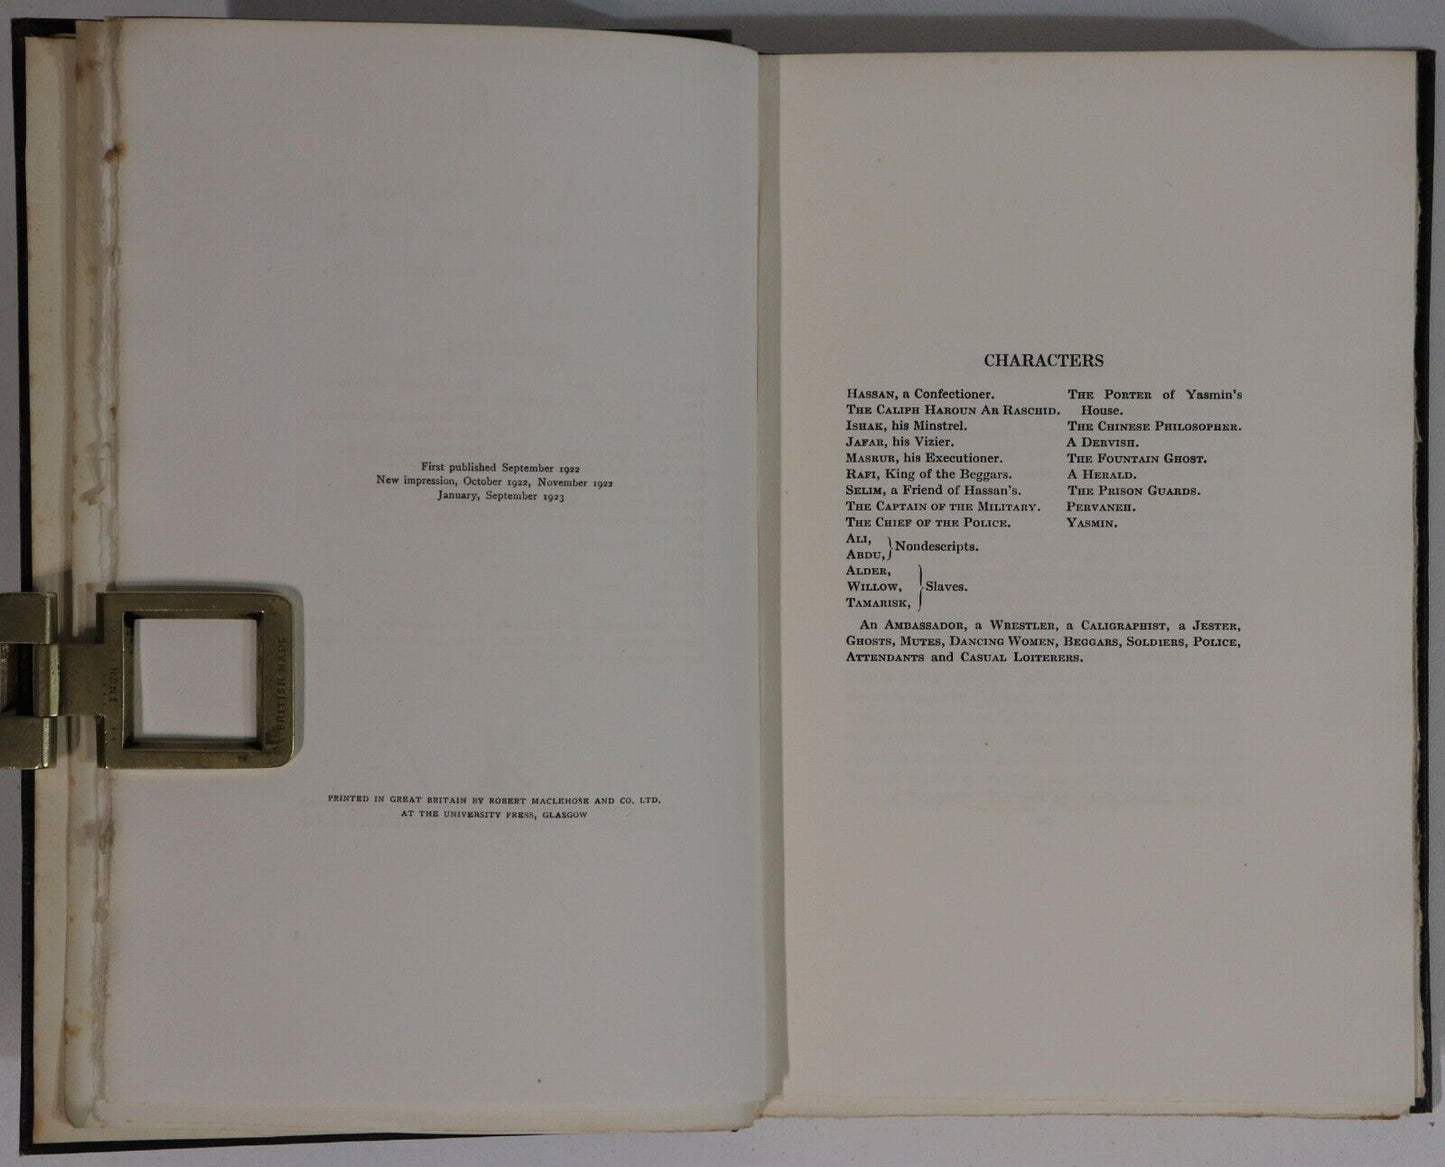 First published September 1922
New impression, October 1922, November 1922
January, September 1923
PRINTED IN GREAT BRITAIN BY ROBERT MACLEHOSE AND CO. LTD.
AT THE UNIVERSITY PRESS, GLASGOW
INCH
BRITISH MADE
CHARACTERS
HASSAN, a Confectioner.
THE CALIPH HAROUN AR RASCHID.
ISHAK, his Minstrel.
JAFAR, his Vizier.
MASRUR, his Executioner.
RAFI, King of the Beggars.
SELIM, a Friend of Hassan's.
THE CAPTAIN OF THE MILITARY.
THE CHIEF OF THE POLICE.
ALI,
ABDU, } Nondescripts.
ALDER,
WILLOW, } Slaves.
TAMARISK,
THE PORTER of Yasmin's
House.
THE CHINESE PHILOSOPHER.
A DERVISH.
THE FOUNTAIN GHOST.
A HERALD.
THE PRISON GUARDS.
PERVANEH.
YASMIN.
An AMBASSADOR, a WRESTLER, a CALIGRAPHIST, a JESTER,
GHOSTS, MUTES, DANCING WOMEN, BEGGARS, SOLDIERS, POLICE,
ATTENDANTS and CASUAL LOITERERS.